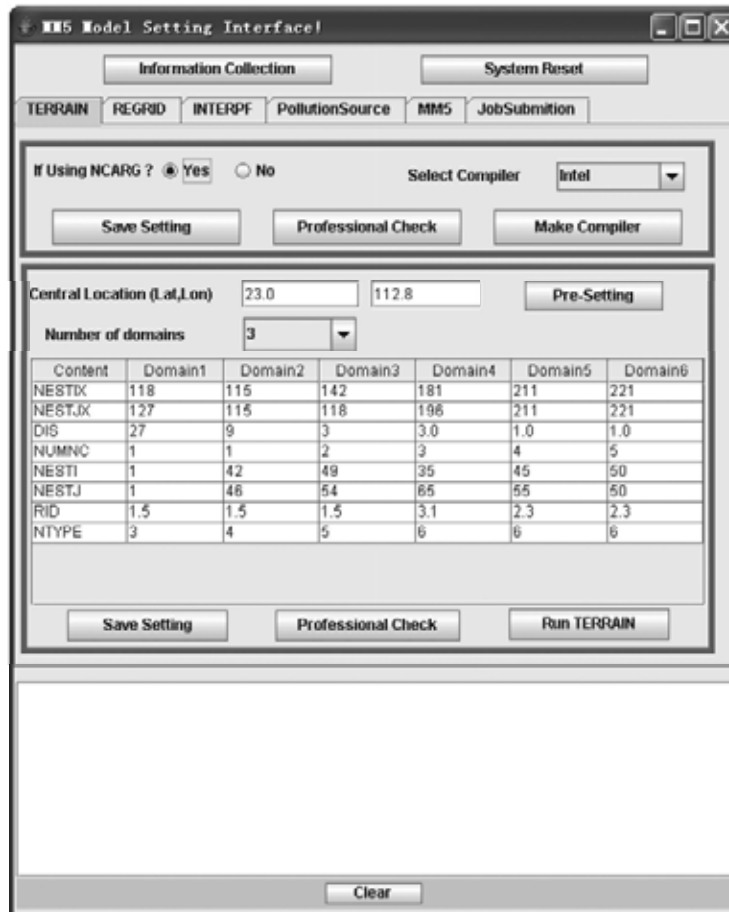 MM5 Model Setting Interface!
Information Collection System Reset
TERRAIN REGRID INTERPF PollutionSource MM5 JobSubmition
If Using NCARG ? Yes No Select Compiler Intel
Save Setting Professional Check Make Compiler
Central Location (Lat,Lon) 23.0 112.8 Pre-Setting
Number of domains 3
Content Domain1 Domain2 Domain3 Domain4 Domain5 Domain6
NESTIX 118 115 142 181 211 221
NESTJX 127 115 118 196 211 221
DIS 27 9 3 3.0 1.0 1.0
NUMNC 1 1 2 3 4 5
NESTI 1 42 49 35 45 50
NESTJ 1 46 54 65 55 50
RID 1.5 1.5 1.5 3.1 2.3 2.3
NTYPE 3 4 5 6 6 6
Save Setting Professional Check Run TERRAIN
Clear